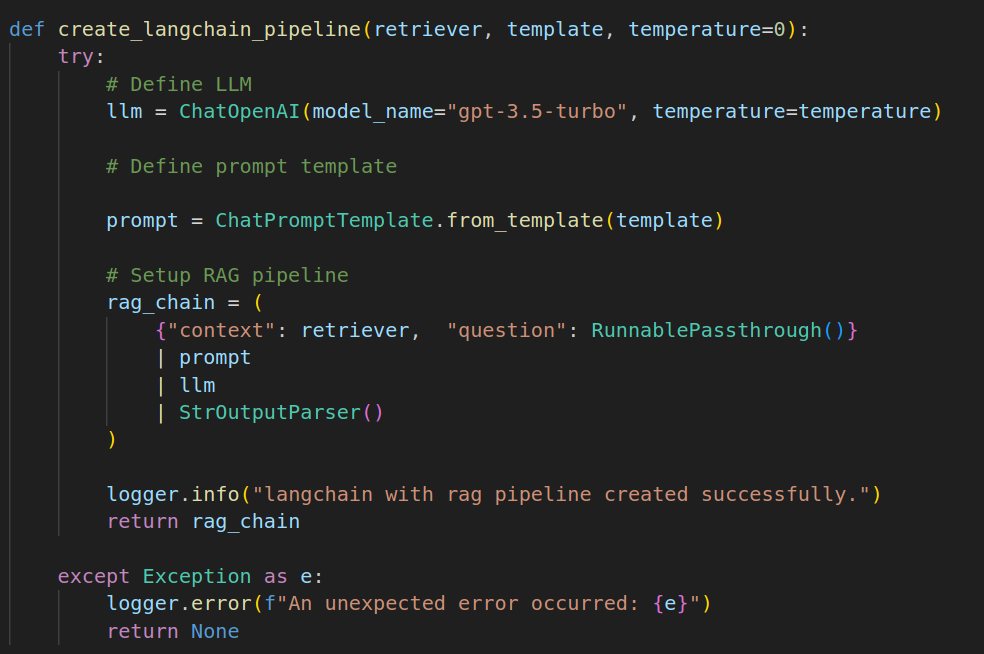 def create_langchain_pipeline(retriever, template, temperature=0):
    try:
        # Define LLM
        llm = ChatOpenAI(model_name="gpt-3.5-turbo", temperature=temperature)

        # Define prompt template

        prompt = ChatPromptTemplate.from_template(template)

        # Setup RAG pipeline
        rag_chain = (
            {"context": retriever,  "question": RunnablePassthrough()}
            | prompt
            | llm
            | StrOutputParser()
        )

        logger.info("langchain with rag pipeline created successfully.")
        return rag_chain

    except Exception as e:
        logger.error(f"An unexpected error occurred: {e}")
        return None